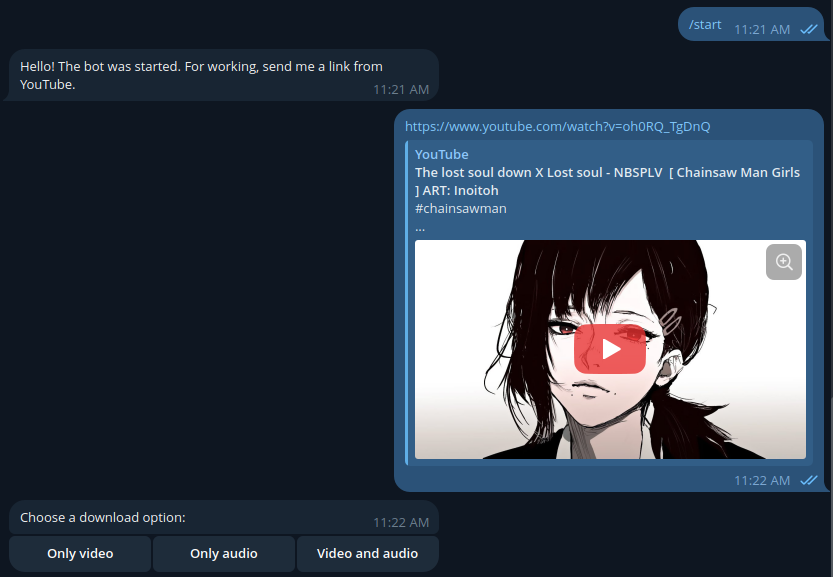 /start 11:21 AM
Hello! The bot was started. For working, send me a link from
YouTube. 11:21 AM
https://www.youtube.com/watch?v=oh0RQ_TgDnQ
YouTube
The lost soul down X Lost soul - NBSPLV [ Chainsaw Man Girls
] ART: Inoitoh
#chainsawman
...
11:22 AM
Choose a download option: 11:22 AM
Only video Only audio Video and audio